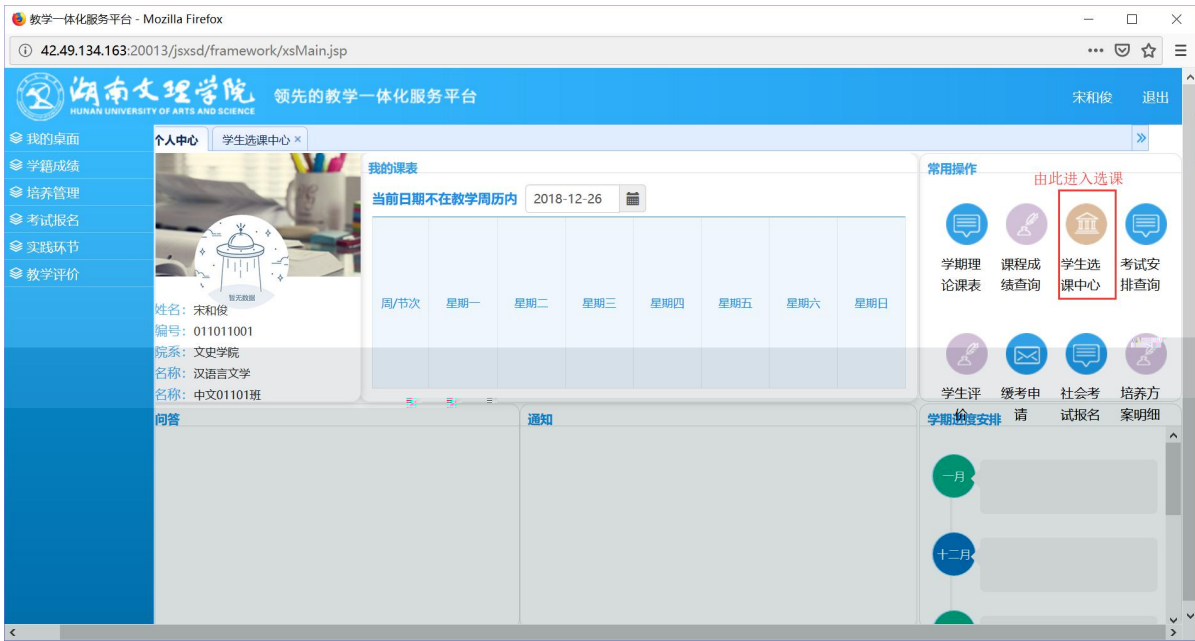 教学一体化服务平台 - Mozilla Firefox
42.49.134.163:20013/jsxsd/framework/xsMain.jsp
湖南文理学院
HUNAN UNIVERSITY OF ARTS AND SCIENCE
领先的教学一体化服务平台
宋和俊 退出
我的桌面
学籍成绩
培养管理
考试报名
实践环节
教学评价
个人中心 学生选课中心 ×
暂无数据
姓名：宋和俊
编号：011011001
院系：文史学院
名称：汉语言文学
名称：中文01101班
我的课表
当前日期不在教学周历内 2018-12-26
周/节次 星期一 星期二 星期三 星期四 星期五 星期六 星期日
常用操作
由此进入选课
学期理论课表
课程成绩查询
学生选课中心
考试安排查询
学生评价
缓考申请
社会考试报名
培养方案明细
问答
通知
学期进度安排
一月
十二月